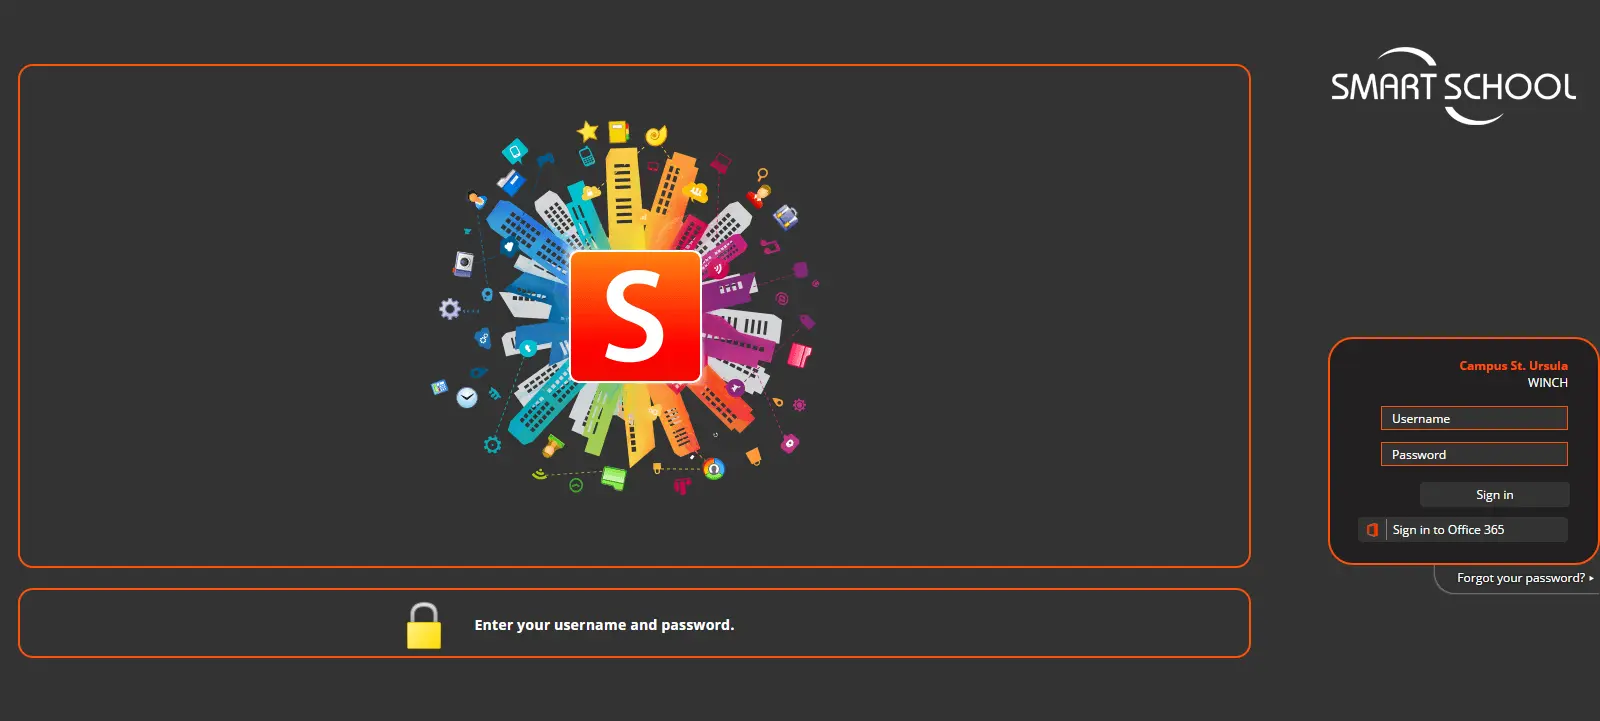 SMART SCHOOL
S
Campus St. Ursula
WINCH
Username
Password
Sign in
Sign in to Office 365
Forgot your password?
Enter your username and password.